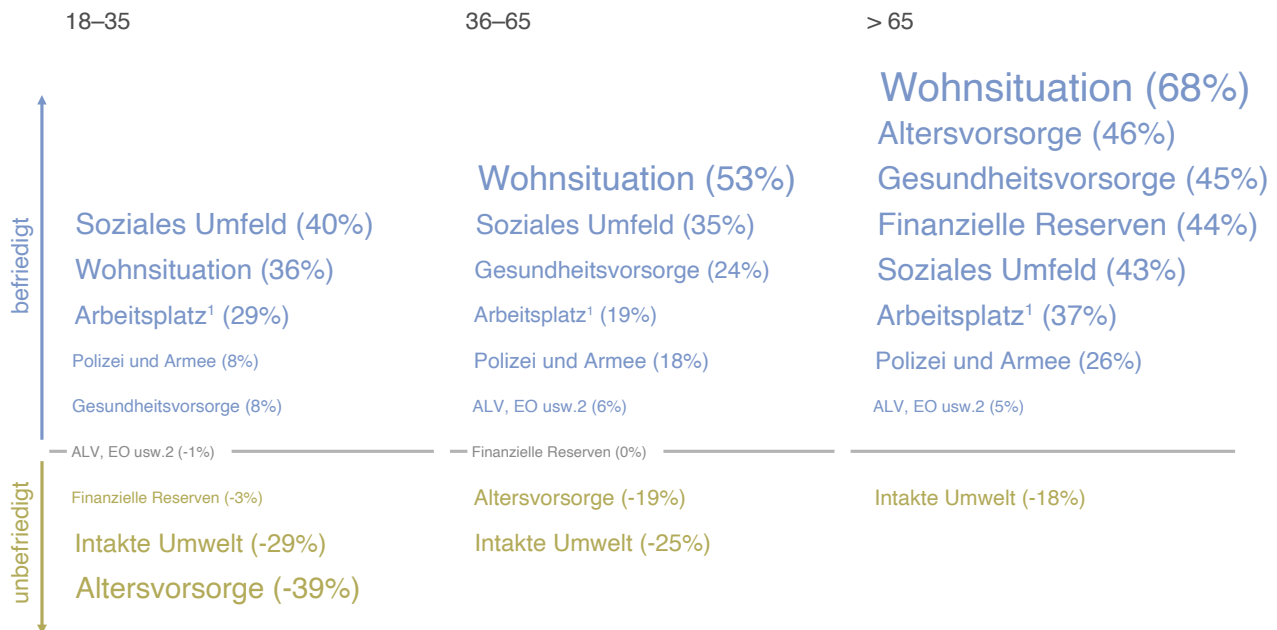 18–35
36–65
> 65
befriedigt
unbefriedigt
Soziales Umfeld (40%)
Wohnsituation (36%)
Arbeitsplatz¹ (29%)
Polizei und Armee (8%)
Gesundheitsvorsorge (8%)
ALV, EO usw.2 (-1%)
Finanzielle Reserven (-3%)
Intakte Umwelt (-29%)
Altersvorsorge (-39%)
Wohnsituation (53%)
Soziales Umfeld (35%)
Gesundheitsvorsorge (24%)
Arbeitsplatz¹ (19%)
Polizei und Armee (18%)
ALV, EO usw.2 (6%)
Finanzielle Reserven (0%)
Altersvorsorge (-19%)
Intakte Umwelt (-25%)
Wohnsituation (68%)
Altersvorsorge (46%)
Gesundheitsvorsorge (45%)
Finanzielle Reserven (44%)
Soziales Umfeld (43%)
Arbeitsplatz¹ (37%)
Polizei und Armee (26%)
ALV, EO usw.2 (5%)
Intakte Umwelt (-18%)